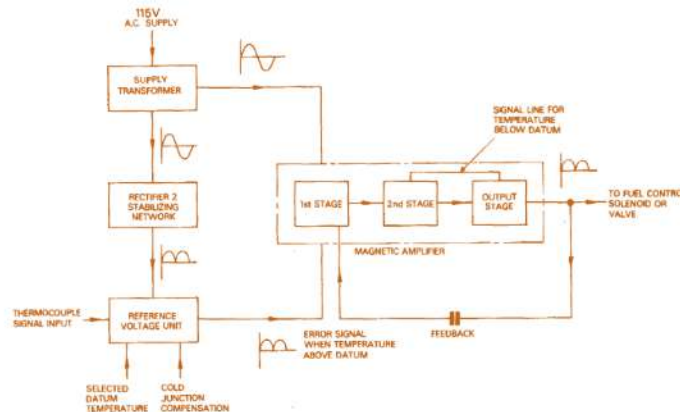 115V
A.C. SUPPLY
SUPPLY
TRANSFORMER
SIGNAL LINE FOR
TEMPERATURE
BELOW DATUM
RECTIFIER 2
STABILIZING
NETWORK
1st STAGE
2nd STAGE
OUTPUT
STAGE
TO FUEL CONTROL
SOLENOID OR
VALVE
MAGNETIC AMPLIFIER
THERMOCOUPLE
SIGNAL INPUT
REFERENCE
VOLTAGE UNIT
ERROR SIGNAL
WHEN TEMPERATURE
ABOVE DATUM
FEEDBACK
SELECTED
DATUM
TEMPERATURE
COLD
JUNCTION
COMPENSATION